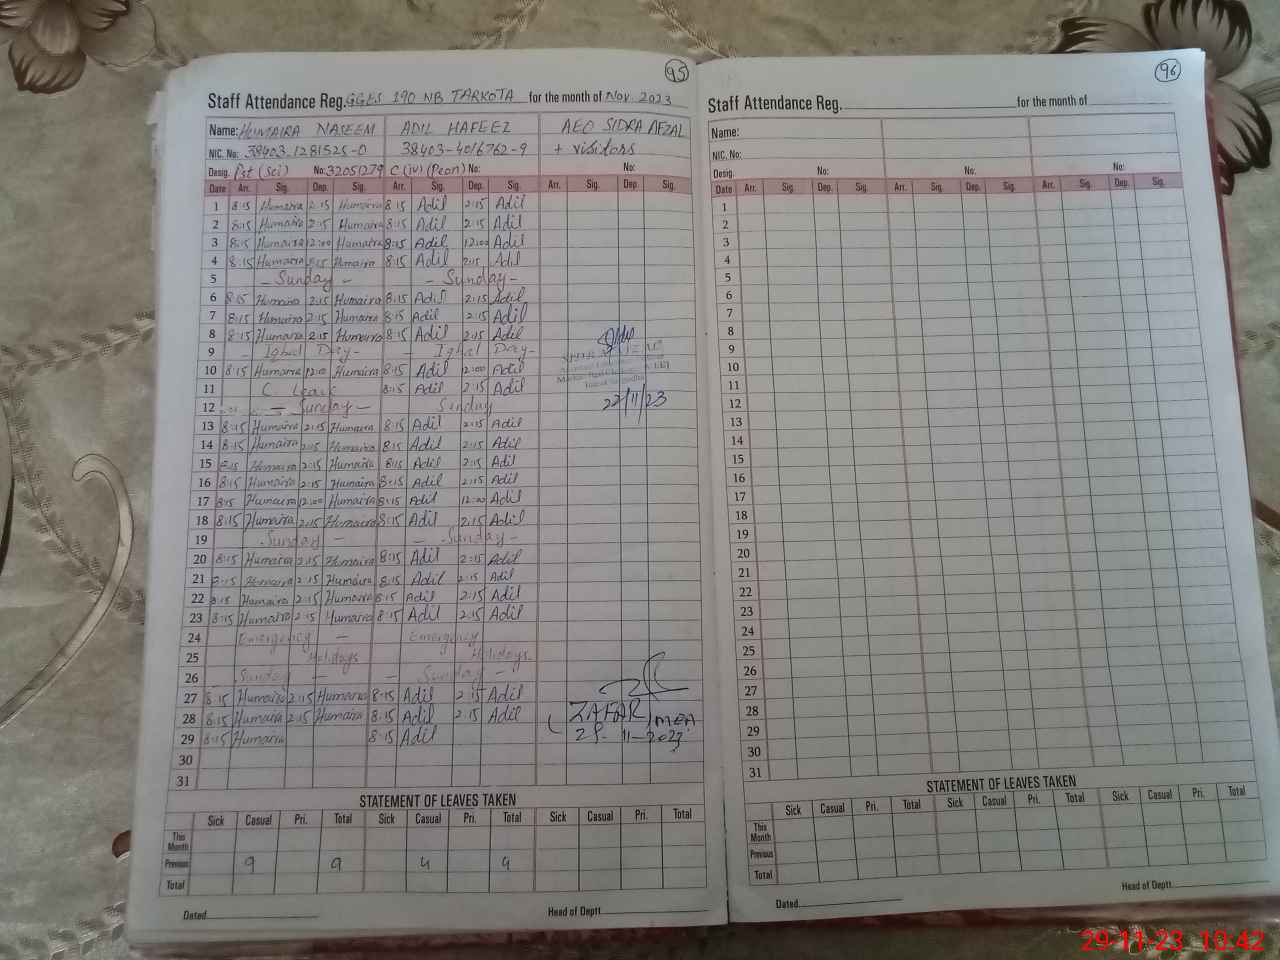 95
Staff Attendance Reg. GGES 190 NB TARKOTA for the month of Nov. 2023
Name: HUMAIRA NASEEM ADIL HAFEEZ AEO SIDRA AFZAL
NIC. No: 38403-1281525-0 38403-4016762-9 + visitors
Desig. Pst (Sci) No: 32051279 C(iv) (Peon) No: No:
Date Arr. Sig. Dep. Sig. Arr. Sig. Dep. Sig. Arr. Sig. Dep. Sig.
1 8:15 Humaira 2:15 Humaira 8:15 Adil 2:15 Adil
2 8:15 Humaira 2:15 Humaira 8:15 Adil 2:15 Adil
3 8:15 Humaira 12:00 Humaira 8:15 Adil 12:00 Adil
4 8:15 Humaira 2:15 Humaira 8:15 Adil 2:15 Adil
5 - Sunday - - Sunday -
6 8:15 Humaira 2:15 Humaira 8:15 Adil 2:15 Adil
7 8:15 Humaira 2:15 Humaira 8:15 Adil 2:15 Adil
8 8:15 Humaira 2:15 Humaira 8:15 Adil 2:15 Adil
9 - Iqbal Day - - Iqbal Day -
10 8:15 Humaira 12:00 Humaira 8:15 Adil 12:00 Adil
11 C leave 8:15 Adil 2:15 Adil
12 - Sunday - Sunday
22/11/23
13 8:15 Humaira 2:15 Humaira 8:15 Adil 2:15 Adil
14 8:15 Humaira 2:15 Humaira 8:15 Adil 2:15 Adil
15 8:15 Humaira 2:15 Humaira 8:15 Adil 2:15 Adil
16 8:15 Humaira 2:15 Humaira 8:15 Adil 2:15 Adil
17 8:15 Humaira 12:00 Humaira 8:15 Adil 12:00 Adil
18 8:15 Humaira 2:15 Humaira 8:15 Adil 2:15 Adil
19 - Sunday - - Sunday -
20 8:15 Humaira 2:15 Humaira 8:15 Adil 2:15 Adil
21 8:15 Humaira 2:15 Humaira 8:15 Adil 2:15 Adil
22 8:15 Humaira 2:15 Humaira 8:15 Adil 2:15 Adil
23 8:15 Humaira 2:15 Humaira 8:15 Adil 2:15 Adil
24 Emergency - Emergency
25 Holidays Holidays.
26 - Sunday - - Sunday -
27 8:15 Humaira 2:15 Humaira 8:15 Adil 2:15 Adil
28 8:15 Humaira 2:15 Humaira 8:15 Adil 2:15 Adil (ZAFAR) MEA
29 8:15 Humaira 8:15 Adil 29-11-2023
30
31
STATEMENT OF LEAVES TAKEN
Sick Casual Pri. Total Sick Casual Pri. Total Sick Casual Pri. Total
This Month
Previous 9 9 4 4
Total
Dated Head of Deptt.
96
Staff Attendance Reg. for the month of
Name:
NIC. No:
Desig. No: No. No:
Date Arr. Sig. Dep. Sig. Arr. Sig. Dep. Sig. Arr. Sig. Dep. Sig.
1
2
3
4
5
6
7
8
9
10
11
12
13
14
15
16
17
18
19
20
21
22
23
24
25
26
27
28
29
30
31
STATEMENT OF LEAVES TAKEN
Sick Casual Pri. Total Sick Casual Pri. Total Sick Casual Pri. Total
This Month
Previous
Total
Dated Head of Deptt.
29-11-23 10:42